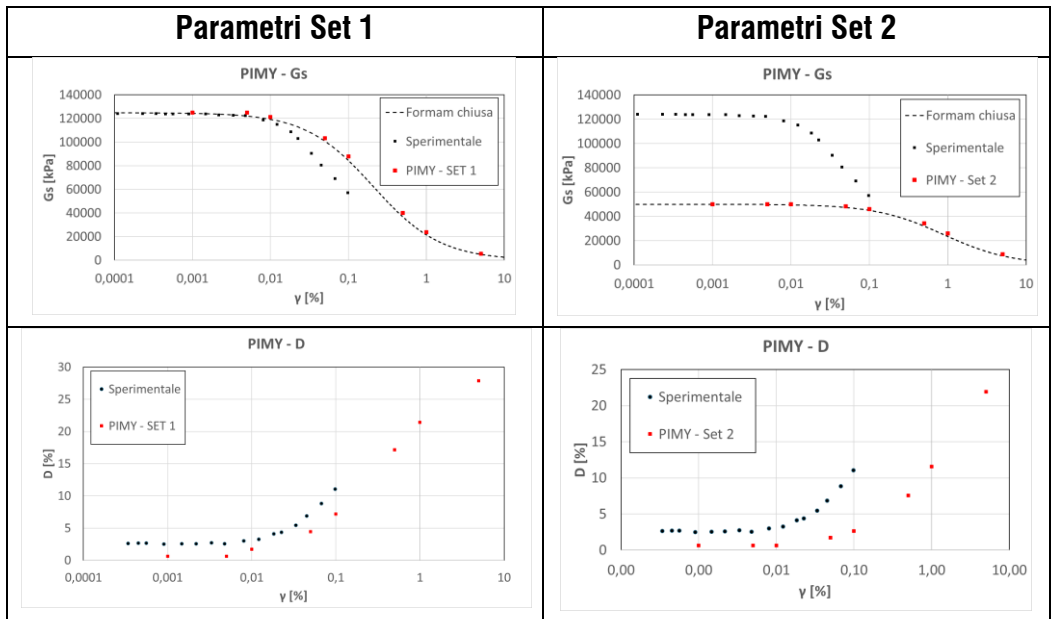 Parametri Set 1
Parametri Set 2
PIMY - Gs
140000
120000
100000
80000
60000
40000
20000
0
Gs [kPa]
Formam chiusa
Sperimentale
PIMY - SET 1
0,0001
0,001
0,01
0,1
1
10
γ [%]
PIMY - Gs
140000
120000
100000
80000
60000
40000
20000
0
Gs [kPa]
Formam chiusa
Sperimentale
PIMY - Set 2
0,0001
0,001
0,01
0,1
1
10
γ [%]
PIMY - D
30
25
20
15
10
5
0
D [%]
Sperimentale
PIMY - SET 1
0,0001
0,001
0,01
0,1
1
10
γ [%]
PIMY - D
25
20
15
10
5
0
D [%]
Sperimentale
PIMY - Set 2
0,00
0,00
0,01
0,10
1,00
10,00
γ [%]